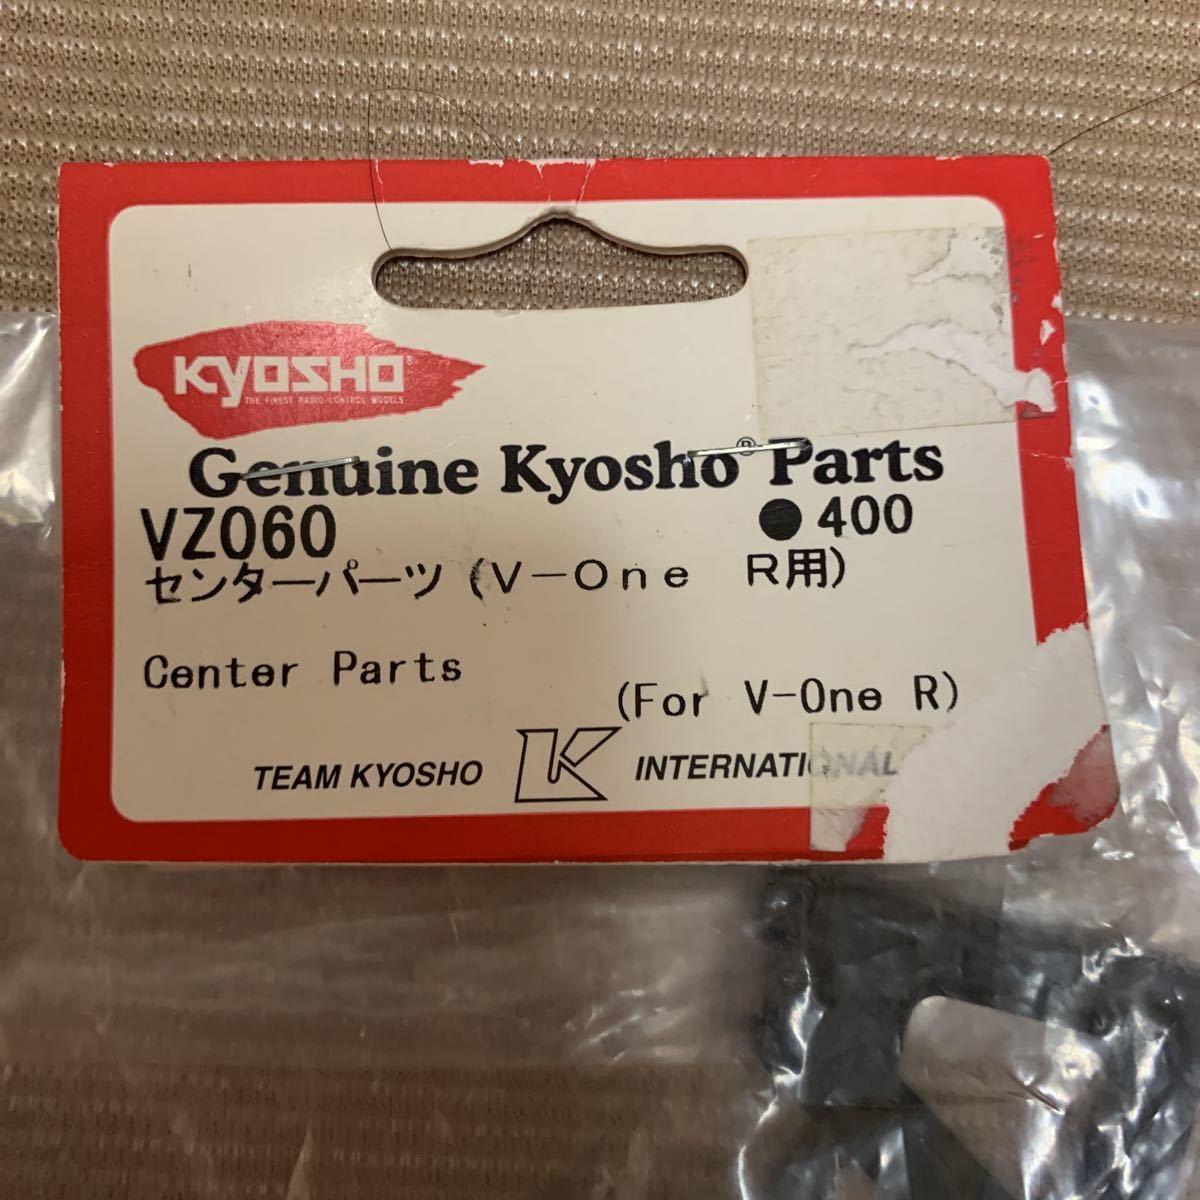 KYOSHO®
THE FINEST RADIO CONTROL MODELS
Genuine Kyosho® Parts
VZ060 ●400
センターパーツ(V-One R用)
Center Parts
(For V-One R)
TEAM KYOSHO K INTERNATIONAL